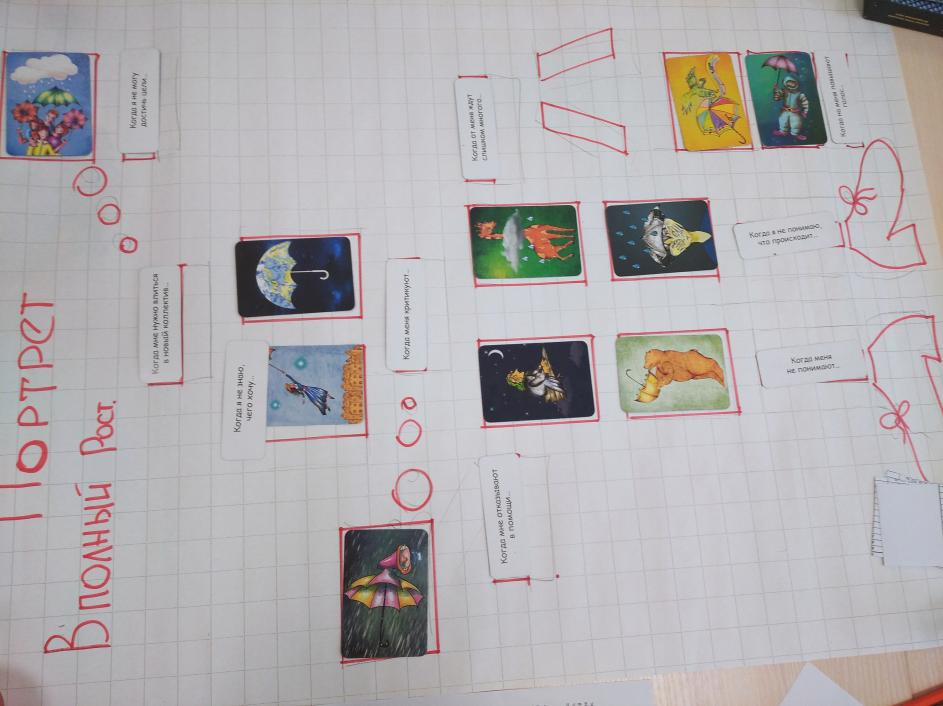 Портрет
В полный рост.
Когда я не могу
достичь цели...
Когда мне нужно влиться
в новый коллектив...
Когда я не знаю,
чего хочу...
Когда меня критикуют...
Когда от меня ждут
слишком многого...
Когда мне отказывают
в помощи...
Когда я не понимаю,
что происходит...
Когда меня
не понимают...
Когда на меня повышают
голос...